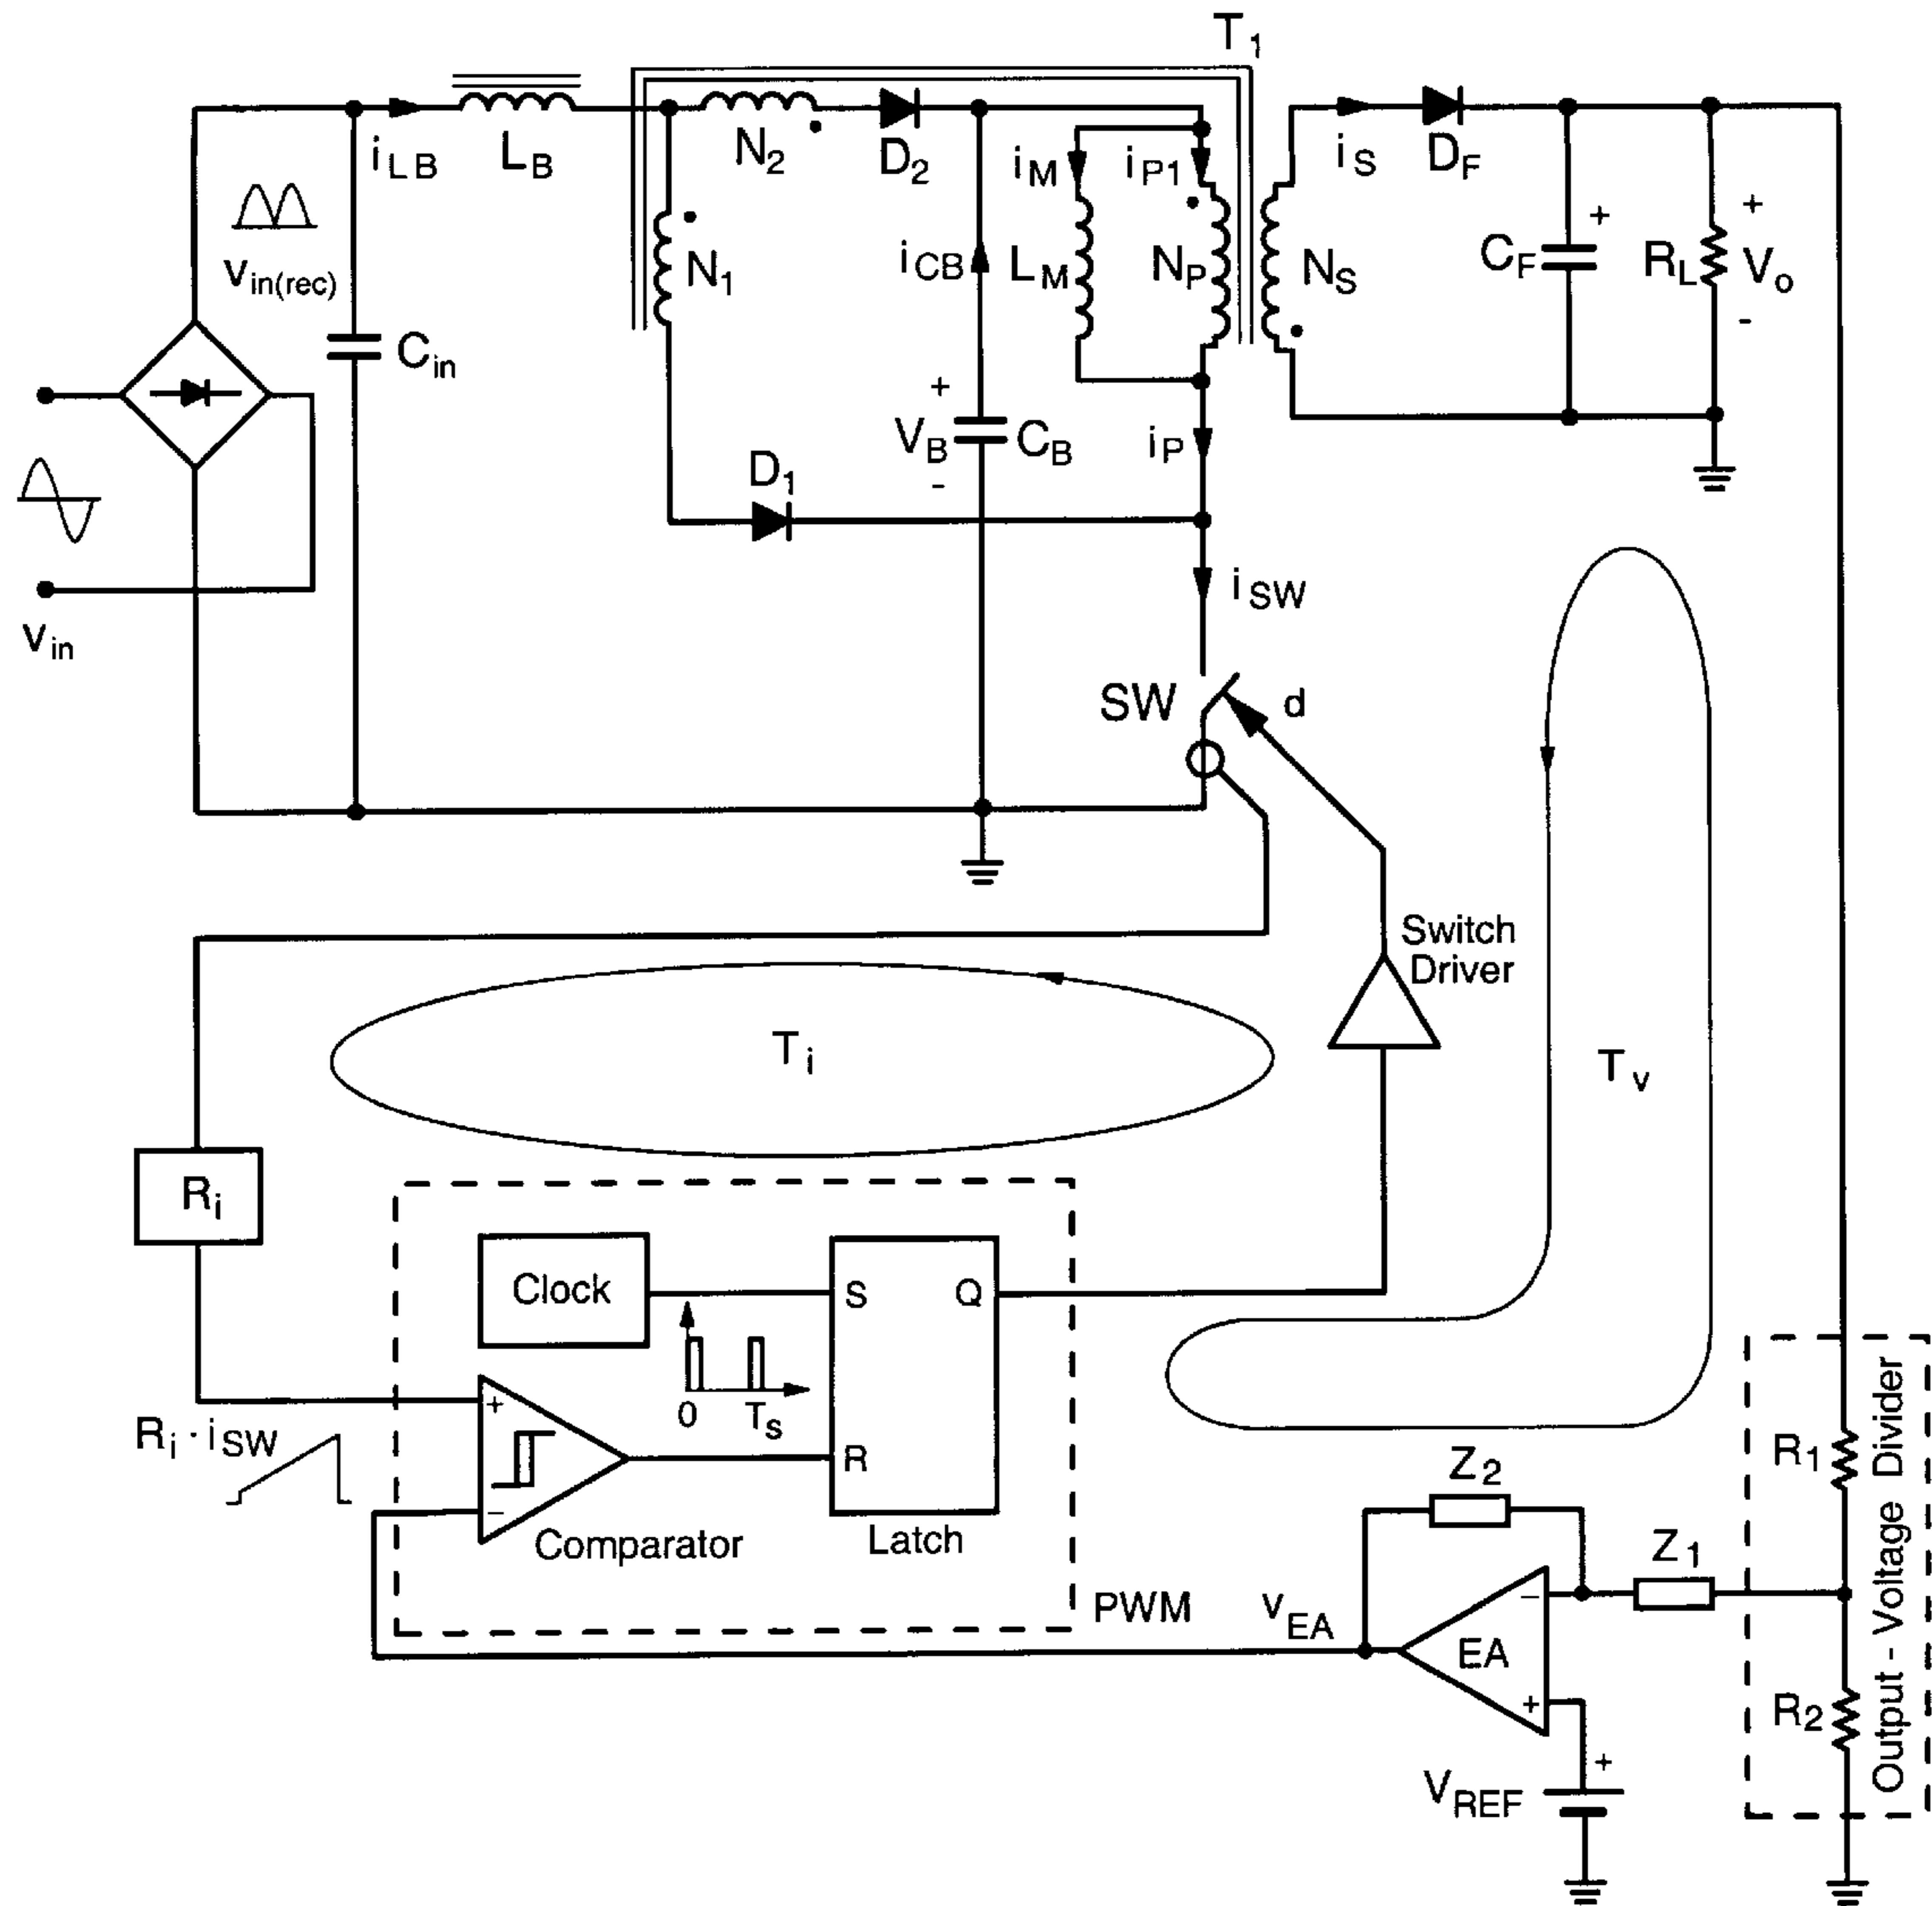 T1
iLB
LB
N2
D2
iM
iP1
iS
DF
vin(rec)
N1
iCB
LM
NP
NS
CF
+
RL
+
Vo
-
Cin
+
VB
-
CB
iP
D1
iSW
vin
SW
d
Switch
Driver
Ti
Tv
Ri
Clock
S
Q
0
Ts
+
Ri · iSW
R
−
Comparator
Latch
PWM
vEA
Z2
Z1
−
EA
+
+
VREF
R1
R2
Output - Voltage Divider